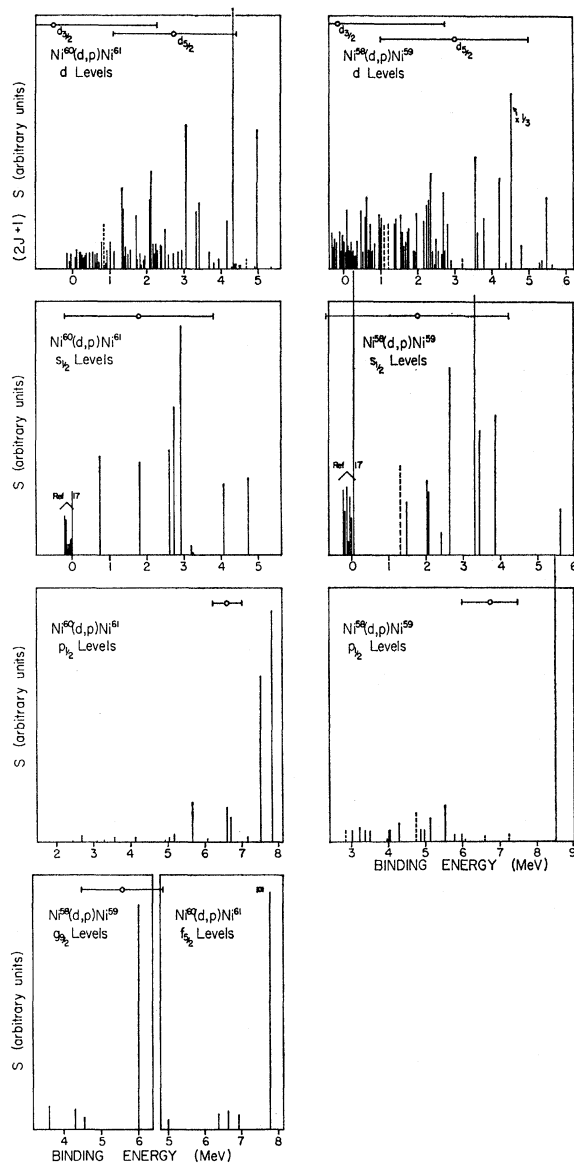 d3/2
d5/2
Ni60(d,p)Ni61
d Levels
(2J+1) S (arbitrary units)
0 1 2 3 4 5
d3/2
d5/2
Ni58(d,p)Ni59
d Levels
x 1/3
0 1 2 3 4 5 6
Ni60(d,p)Ni61
s1/2 Levels
Ref 17
S (arbitrary units)
0 1 2 3 4 5
Ni58(d,p)Ni59
s1/2 Levels
Ref 17
0 1 2 3 4 5 6
Ni60(d,p)Ni61
p1/2 Levels
S (arbitrary units)
2 3 4 5 6 7 8
Ni58(d,p)Ni59
p1/2 Levels
3 4 5 6 7 8 9
BINDING ENERGY (MeV)
Ni58(d,p)Ni59
g9/2 Levels
S (arbitrary units)
4 5 6
Ni60(d,p)Ni61
f5/2 Levels
5 6 7 8
BINDING ENERGY (MeV)